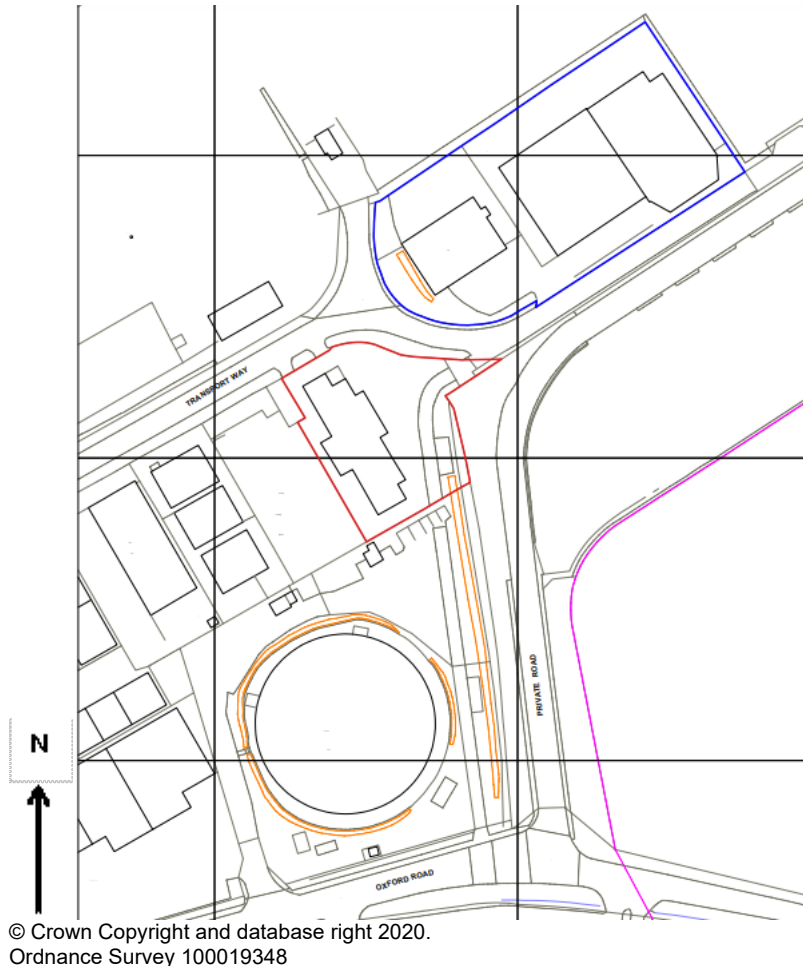 TRANSPORT WAY
PRIVATE ROAD
N
OXFORD ROAD
© Crown Copyright and database right 2020.
Ordnance Survey 100019348